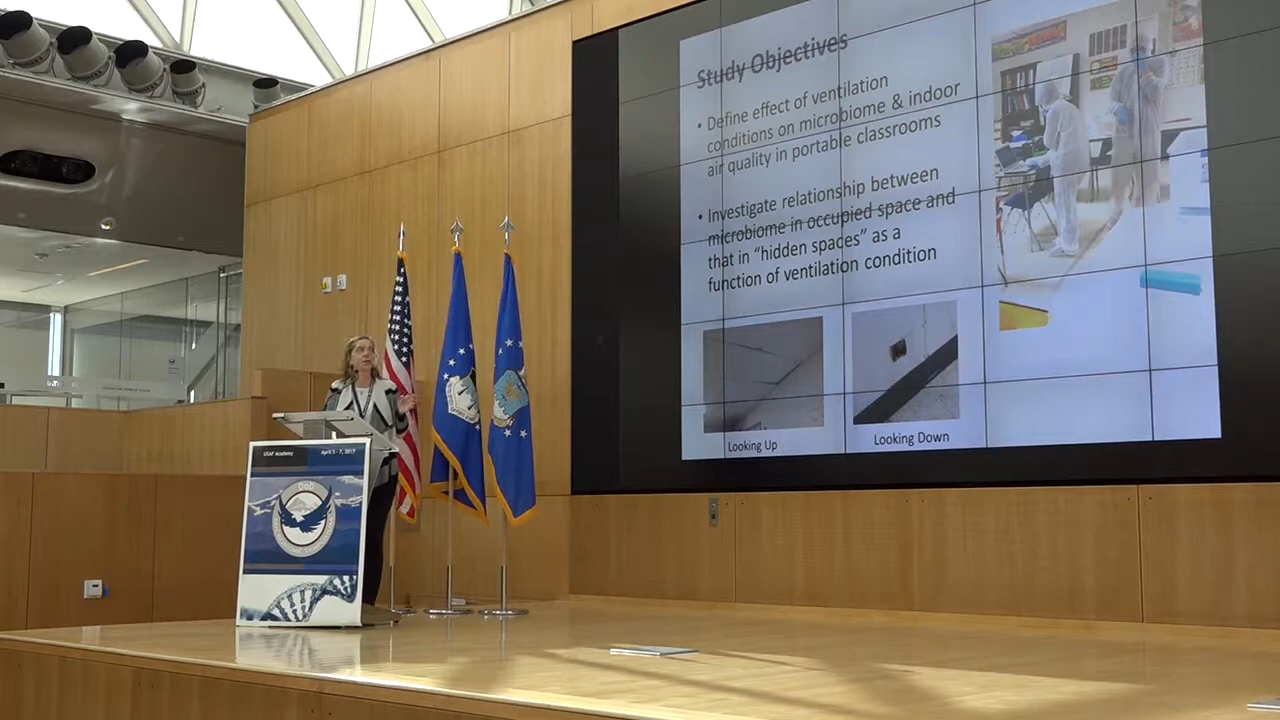 Study Objectives
• Define effect of ventilation
conditions on microbiome & indoor
air quality in portable classrooms
• Investigate relationship between
microbiome in occupied space and
that in “hidden spaces” as a
function of ventilation condition
Looking Up
Looking Down
USAF Academy
April 5 - 7, 2017
DoD